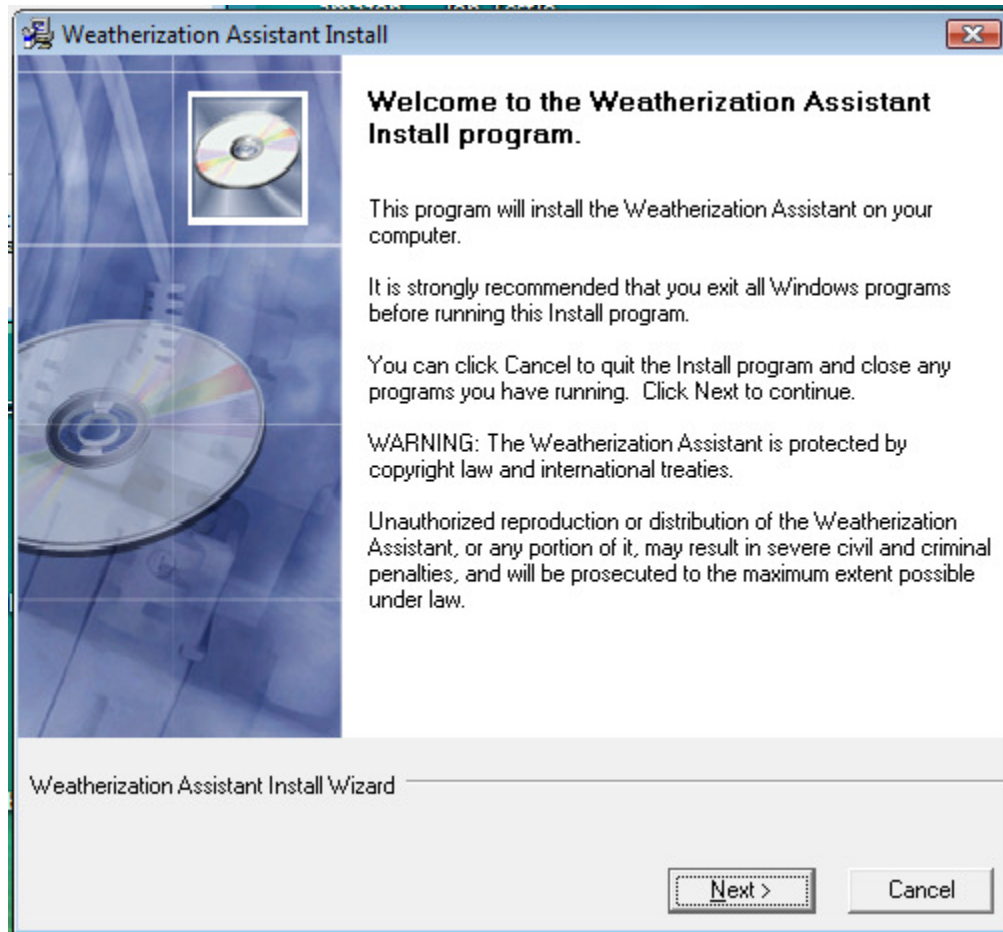 Weatherization Assistant Install
Welcome to the Weatherization Assistant
Install program.
This program will install the Weatherization Assistant on your
computer.
It is strongly recommended that you exit all Windows programs
before running this Install program.
You can click Cancel to quit the Install program and close any
programs you have running.  Click Next to continue.
WARNING: The Weatherization Assistant is protected by
copyright law and international treaties.
Unauthorized reproduction or distribution of the Weatherization
Assistant, or any portion of it, may result in severe civil and criminal
penalties, and will be prosecuted to the maximum extent possible
under law.
Weatherization Assistant Install Wizard
Next >
Cancel